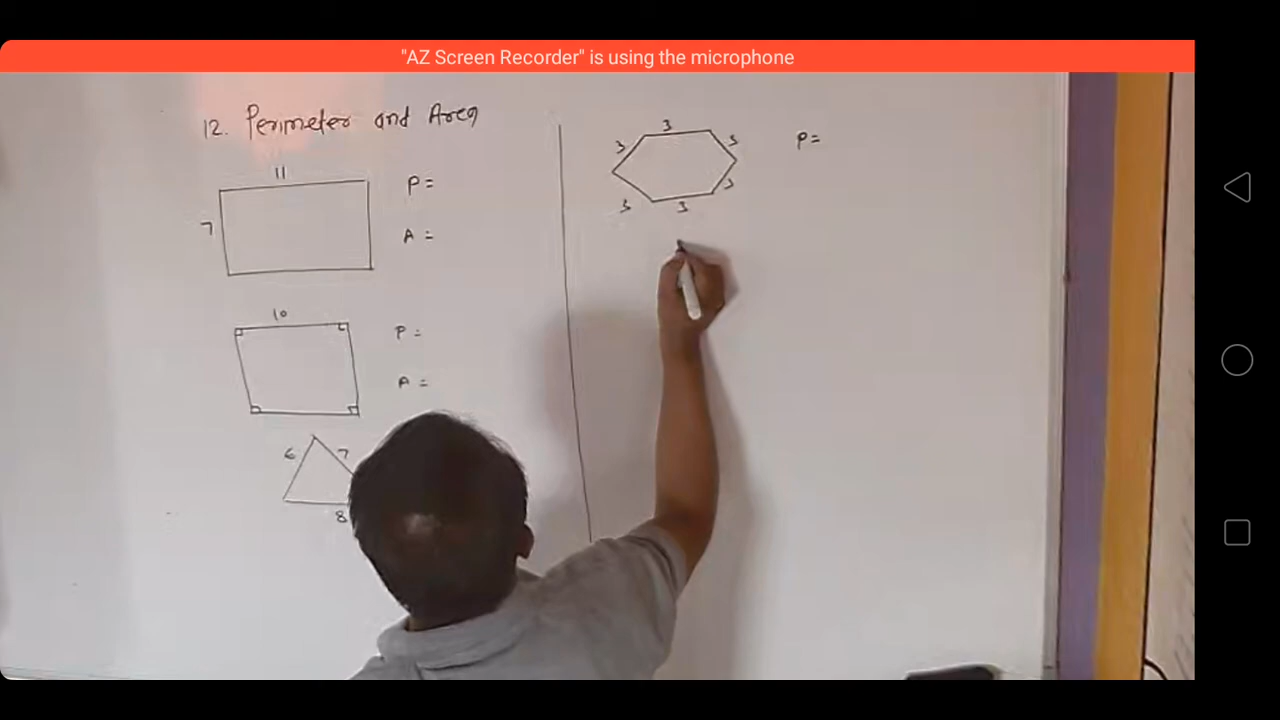 "AZ Screen Recorder" is using the microphone
12. Perimeter and Area
11
7
P =
A =
10
P =
A =
6
7
8
3
3
3
3
3
3
P =